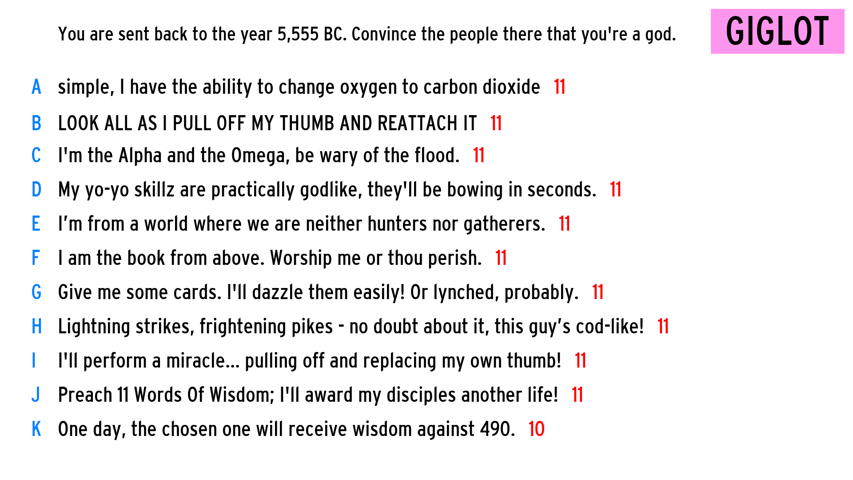 You are sent back to the year 5,555 BC. Convince the people there that you're a god.
GIGLOT
A simple, I have the ability to change oxygen to carbon dioxide 11
B LOOK ALL AS I PULL OFF MY THUMB AND REATTACH IT 11
C I'm the Alpha and the Omega, be wary of the flood. 11
D My yo-yo skillz are practically godlike, they'll be bowing in seconds. 11
E I’m from a world where we are neither hunters nor gatherers. 11
F I am the book from above. Worship me or thou perish. 11
G Give me some cards. I'll dazzle them easily! Or lynched, probably. 11
H Lightning strikes, frightening pikes - no doubt about it, this guy’s cod-like! 11
I I'll perform a miracle... pulling off and replacing my own thumb! 11
J Preach 11 Words Of Wisdom; I'll award my disciples another life! 11
K One day, the chosen one will receive wisdom against 490. 10